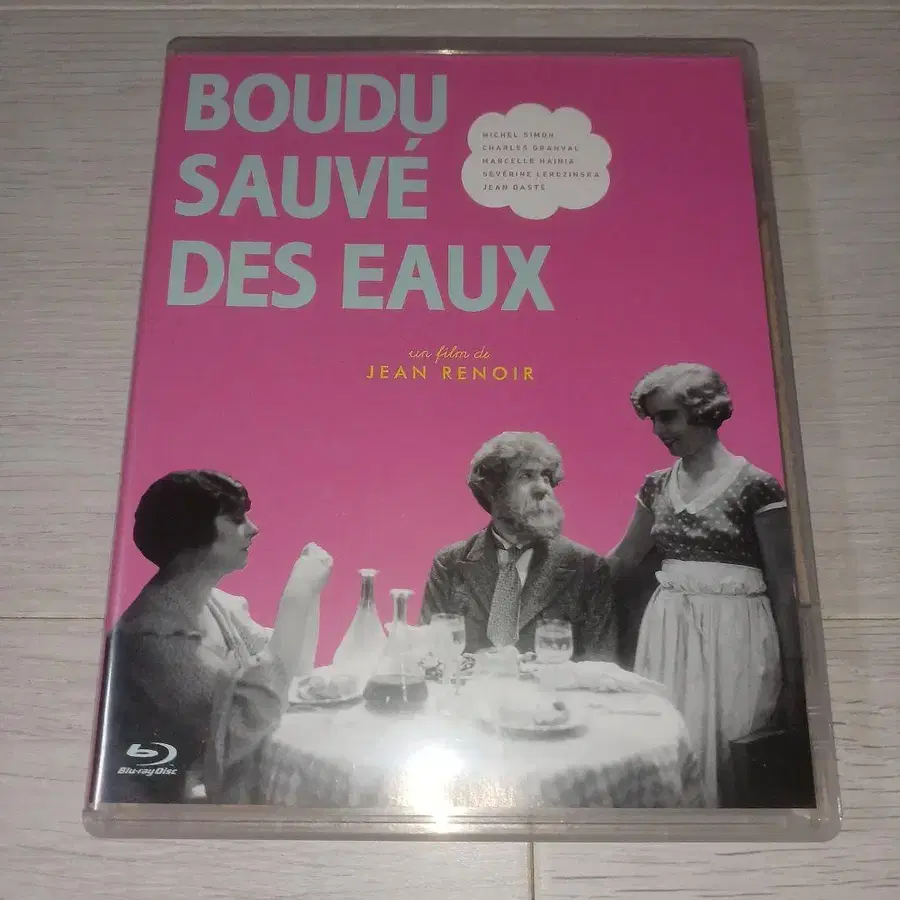 BOUDU
SAUVÉ
DES EAUX
MICHEL SIMON
CHARLES GRANVAL
MARCELLE HAINIA
SÉVERINE LERCZINSKA
JEAN DASTÉ
un film de
JEAN RENOIR
Blu-ray Disc